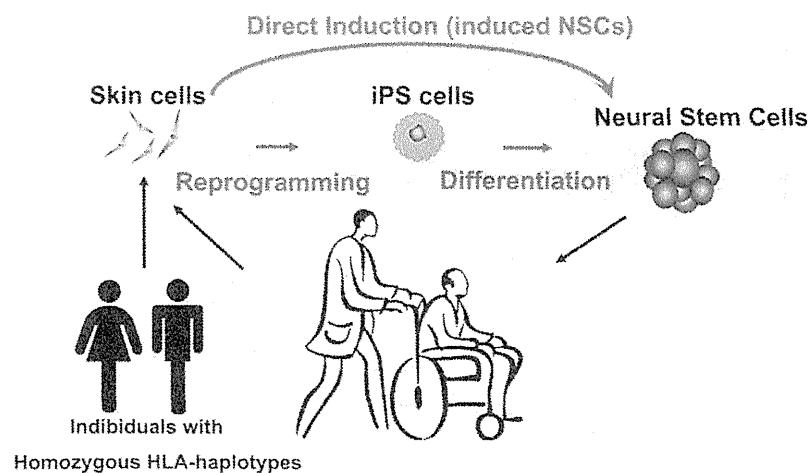 Direct Induction (induced NSCs)
Skin cells
iPS cells
Neural Stem Cells
Reprogramming
Differentiation
Indibiduals with
Homozygous HLA-haplotypes